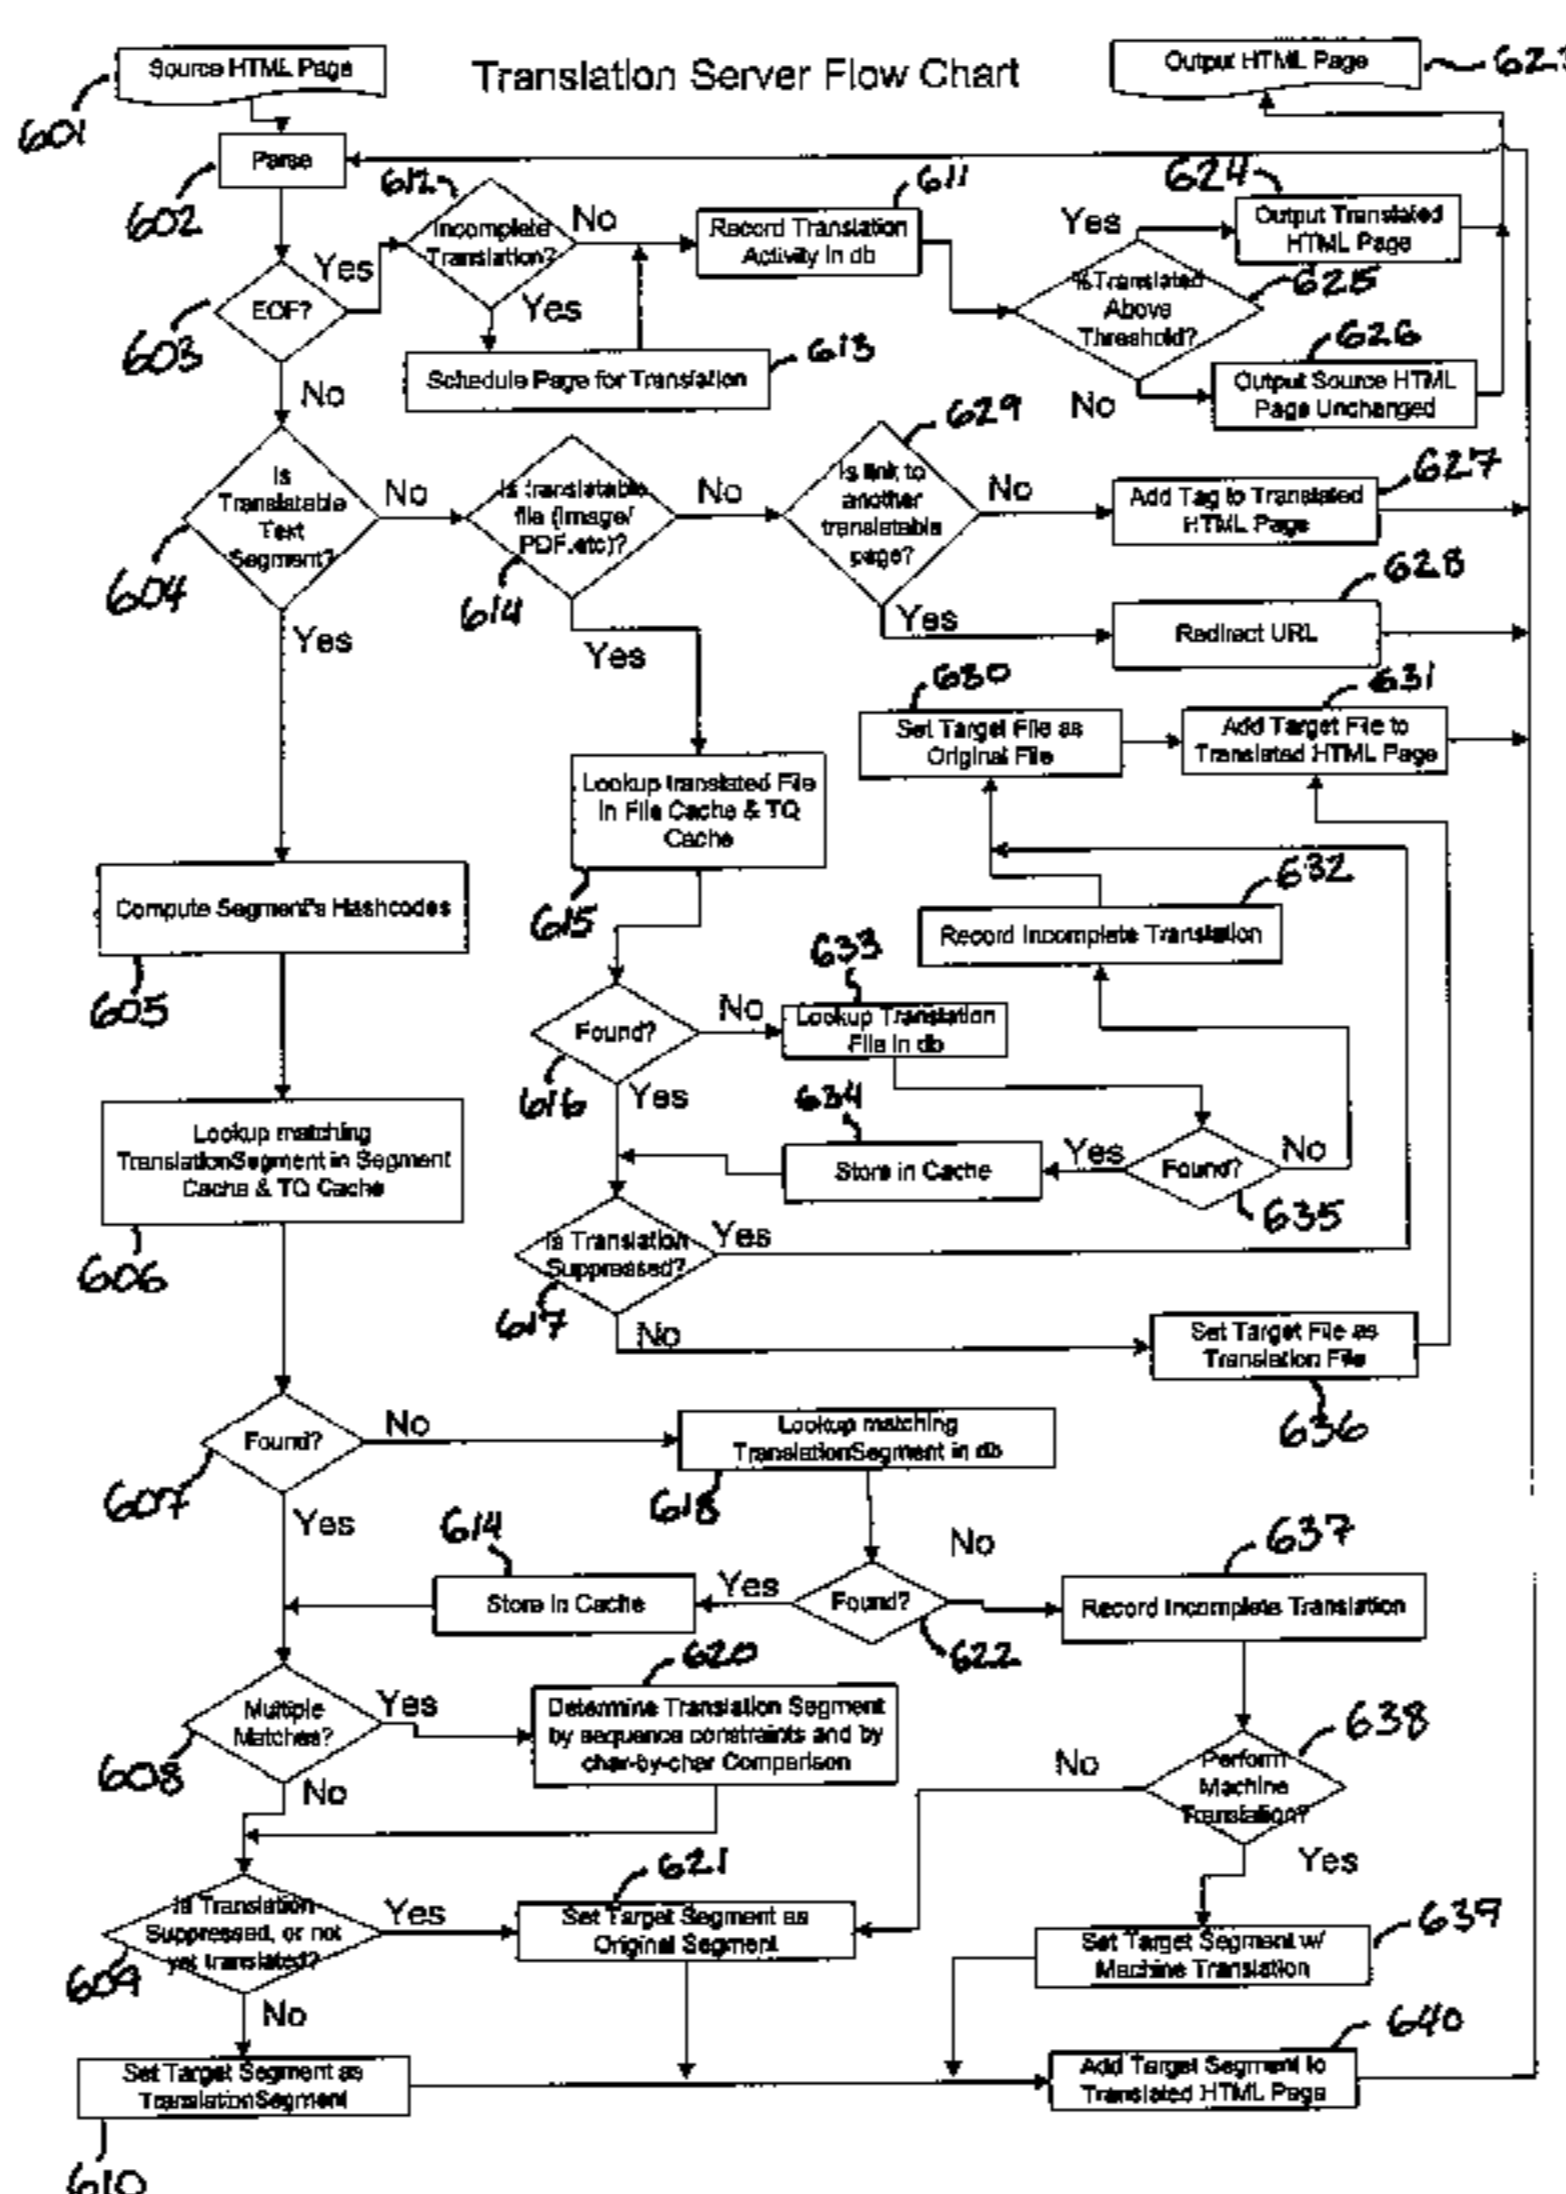 Translation Server Flow Chart
Source HTML Page
601
Output HTML Page
Parse
602
EOF?
603
Yes
No
612
Incomplete
Translation?
No
Yes
Schedule Page for Translation
613
611
Record Translation
Activity in db
624
Yes
Output Translated
HTML Page
625
Translated
Above
Threshold?
No
626
Output Source HTML
Page Unchanged
Is
Translatable
Text
Segment?
604
No
Yes
Is translatable
file (Image/
PDF.etc)?
614
No
Yes
629
Is link to
another
translatable
page?
No
Yes
Add Tag to Translated
HTML Page
627
628
Redirect URL
630
Set Target File as
Original File
631
Add Target File to
Translated HTML Page
Lookup translated File
In File Cache & TQ
Cache
615
Compute Segment's Hashcodes
605
632
Record Incomplete Translation
Found?
616
No
Yes
633
Lookup Translation
File in db
634
Store in Cache
Yes
Found?
No
635
Lookup matching
TranslationSegment in Segment
Cache & TQ Cache
606
Is Translation
Suppressed?
617
Yes
No
Set Target File as
Translation File
636
Found?
607
No
Yes
Lookup matching
TranslationSegment in db
618
614
Store in Cache
Yes
Found?
622
No
637
Record Incomplete Translation
Multiple
Matches?
608
Yes
No
620
Determine Translation Segment
by sequence constraints and by
char-by-char Comparison
638
No
Perform
Machine
Translation?
Yes
Is Translation
Suppressed, or not
yet translated?
609
Yes
No
621
Set Target Segment as
Original Segment
Set Target Segment w/
Machine Translation
639
Set Target Segment as
TranslationSegment
610
640
Add Target Segment to
Translated HTML Page